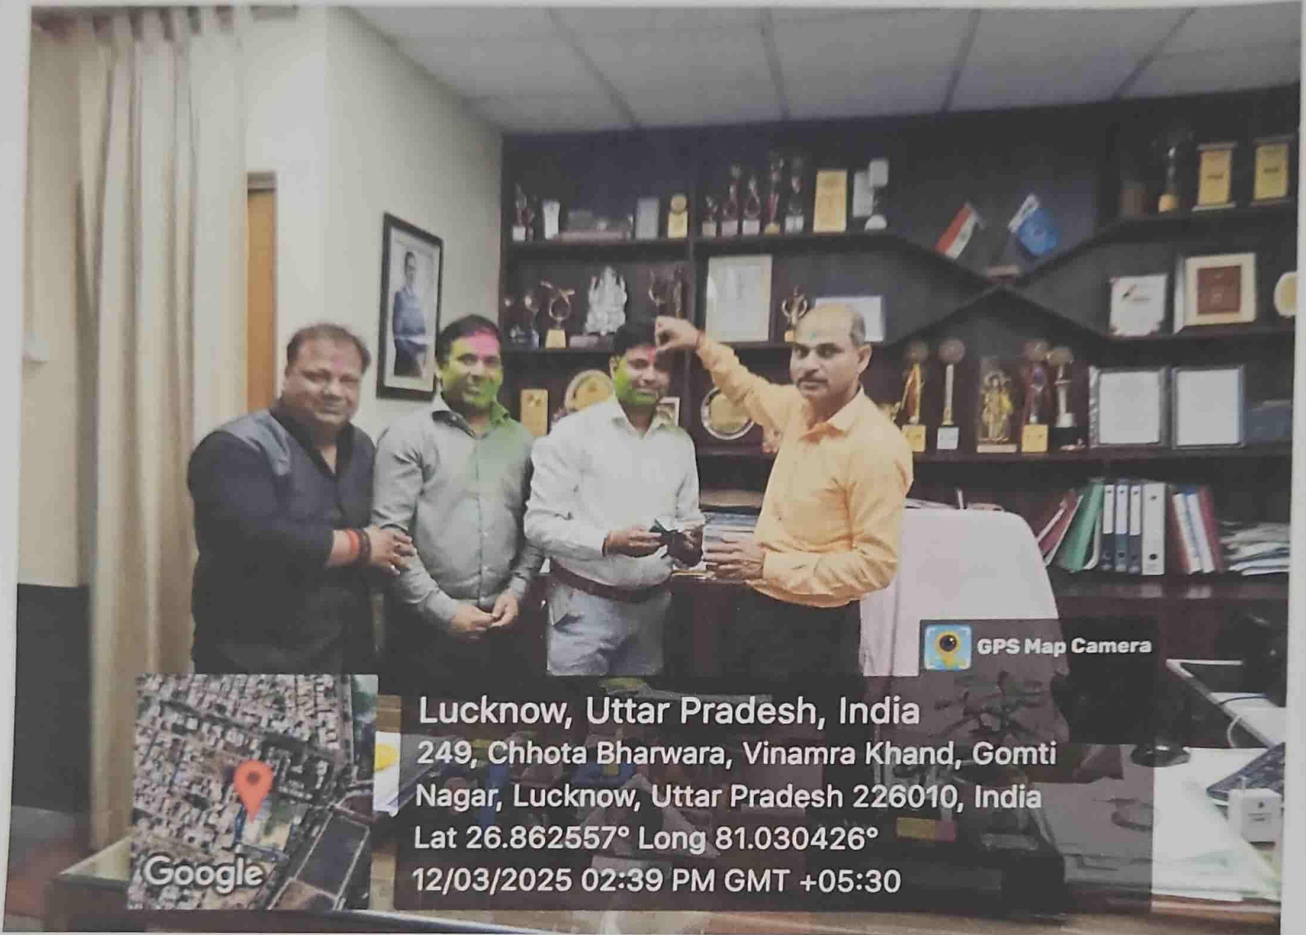 GPS Map Camera
Lucknow, Uttar Pradesh, India
249, Chhota Bharwara, Vinamra Khand, Gomti
Nagar, Lucknow, Uttar Pradesh 226010, India
Lat 26.862557° Long 81.030426°
12/03/2025 02:39 PM GMT +05:30
Google